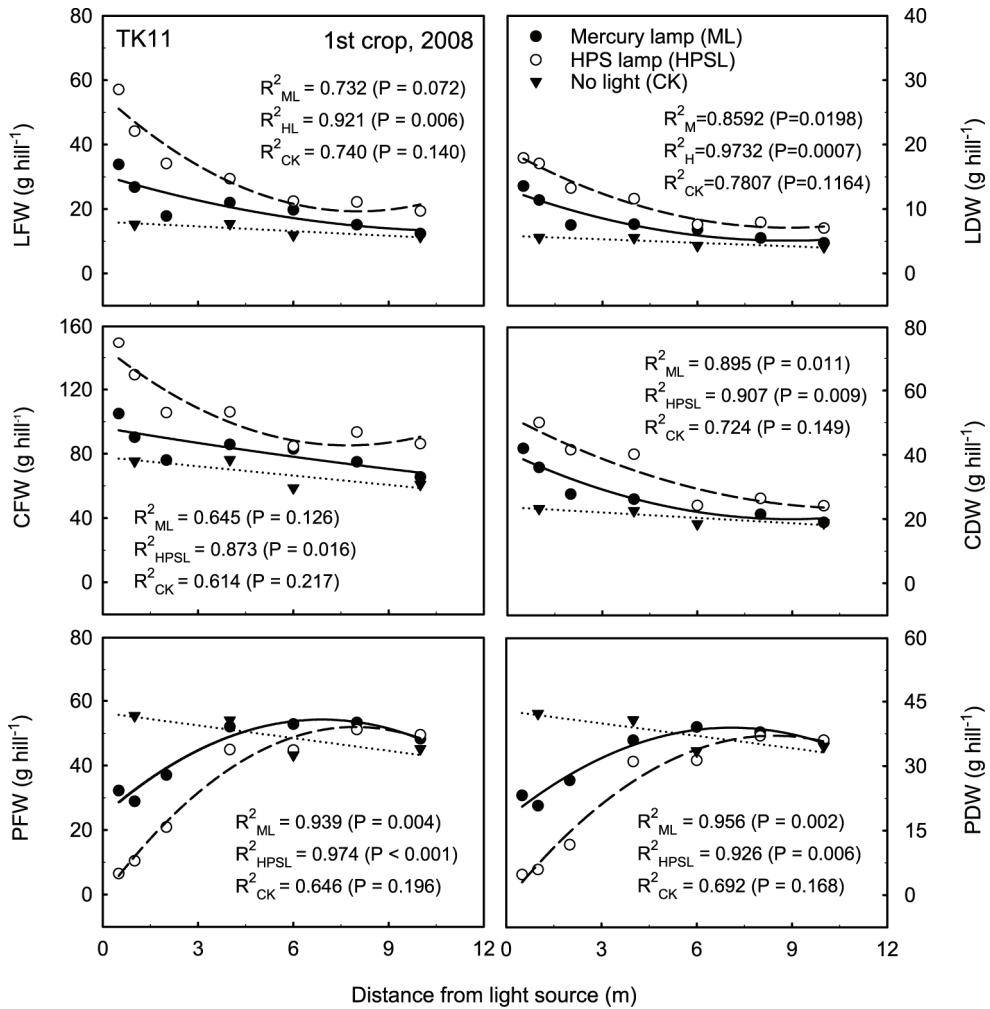 TK11
1st crop, 2008
R²ML = 0.732 (P = 0.072)
R²HL = 0.921 (P = 0.006)
R²CK = 0.740 (P = 0.140)
LFW (g hill⁻¹)
80
60
40
20
0
Mercury lamp (ML)
HPS lamp (HPSL)
No light (CK)
R²M=0.8592 (P=0.0198)
R²H=0.9732 (P=0.0007)
R²CK=0.7807 (P=0.1164)
40
30
20
10
0
LDW (g hill⁻¹)
CFW (g hill⁻¹)
160
120
80
40
0
R²ML = 0.645 (P = 0.126)
R²HPSL = 0.873 (P = 0.016)
R²CK = 0.614 (P = 0.217)
R²ML = 0.895 (P = 0.011)
R²HPSL = 0.907 (P = 0.009)
R²CK = 0.724 (P = 0.149)
80
60
40
20
0
CDW (g hill⁻¹)
PFW (g hill⁻¹)
80
60
40
20
0
R²ML = 0.939 (P = 0.004)
R²HPSL = 0.974 (P < 0.001)
R²CK = 0.646 (P = 0.196)
0 3 6 9 12
R²ML = 0.956 (P = 0.002)
R²HPSL = 0.926 (P = 0.006)
R²CK = 0.692 (P = 0.168)
60
45
30
15
0
PDW (g hill⁻¹)
0 3 6 9 12
Distance from light source (m)